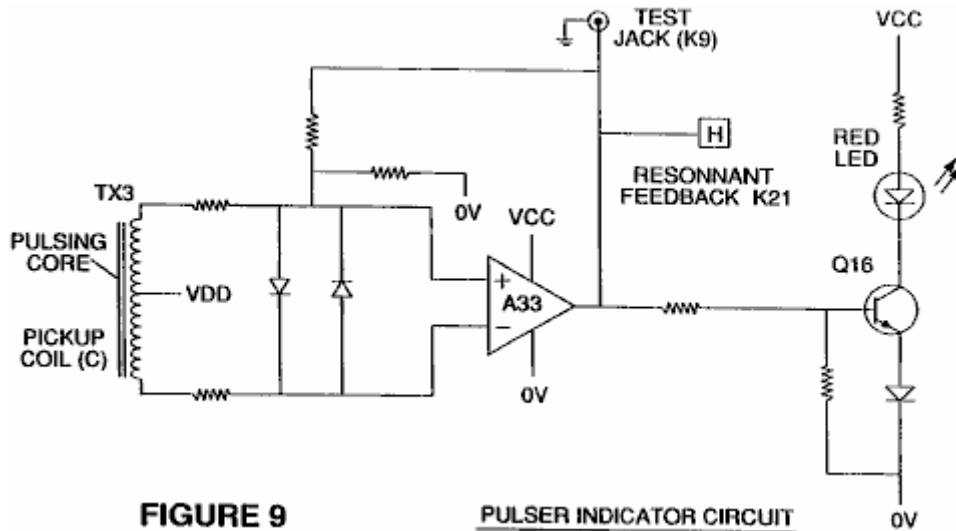 TEST
JACK (K9)
VCC
H
RED
LED
RESONNANT
FEEDBACK K21
TX3
0V
VCC
PULSING
CORE
VDD
+
A33
−
Q16
PICKUP
COIL (C)
0V
FIGURE 9
PULSER INDICATOR CIRCUIT
0V